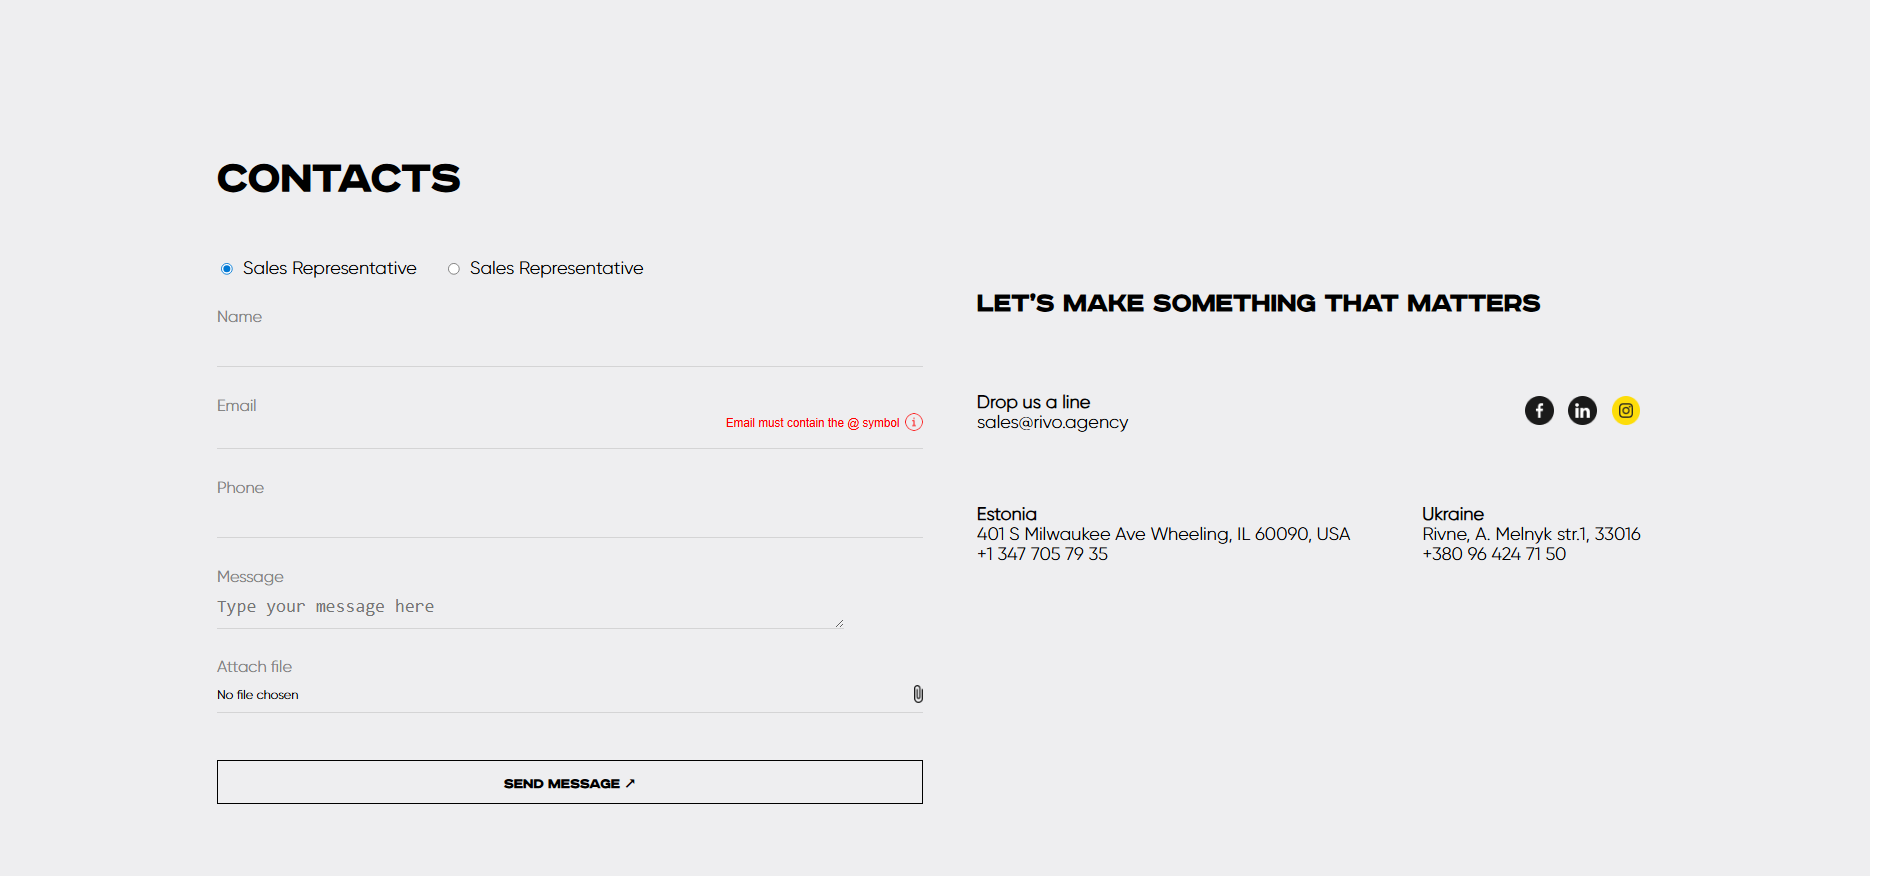 CONTACTS
Sales Representative
Sales Representative
Name
Email
Email must contain the @ symbol
Phone
Message
Type your message here
Attach file
No file chosen
SEND MESSAGE ↗
LET'S MAKE SOMETHING THAT MATTERS
Drop us a line
sales@rivo.agency
Estonia
401 S Milwaukee Ave Wheeling, IL 60090, USA
+1 347 705 79 35
Ukraine
Rivne, A. Melnyk str.1, 33016
+380 96 424 71 50